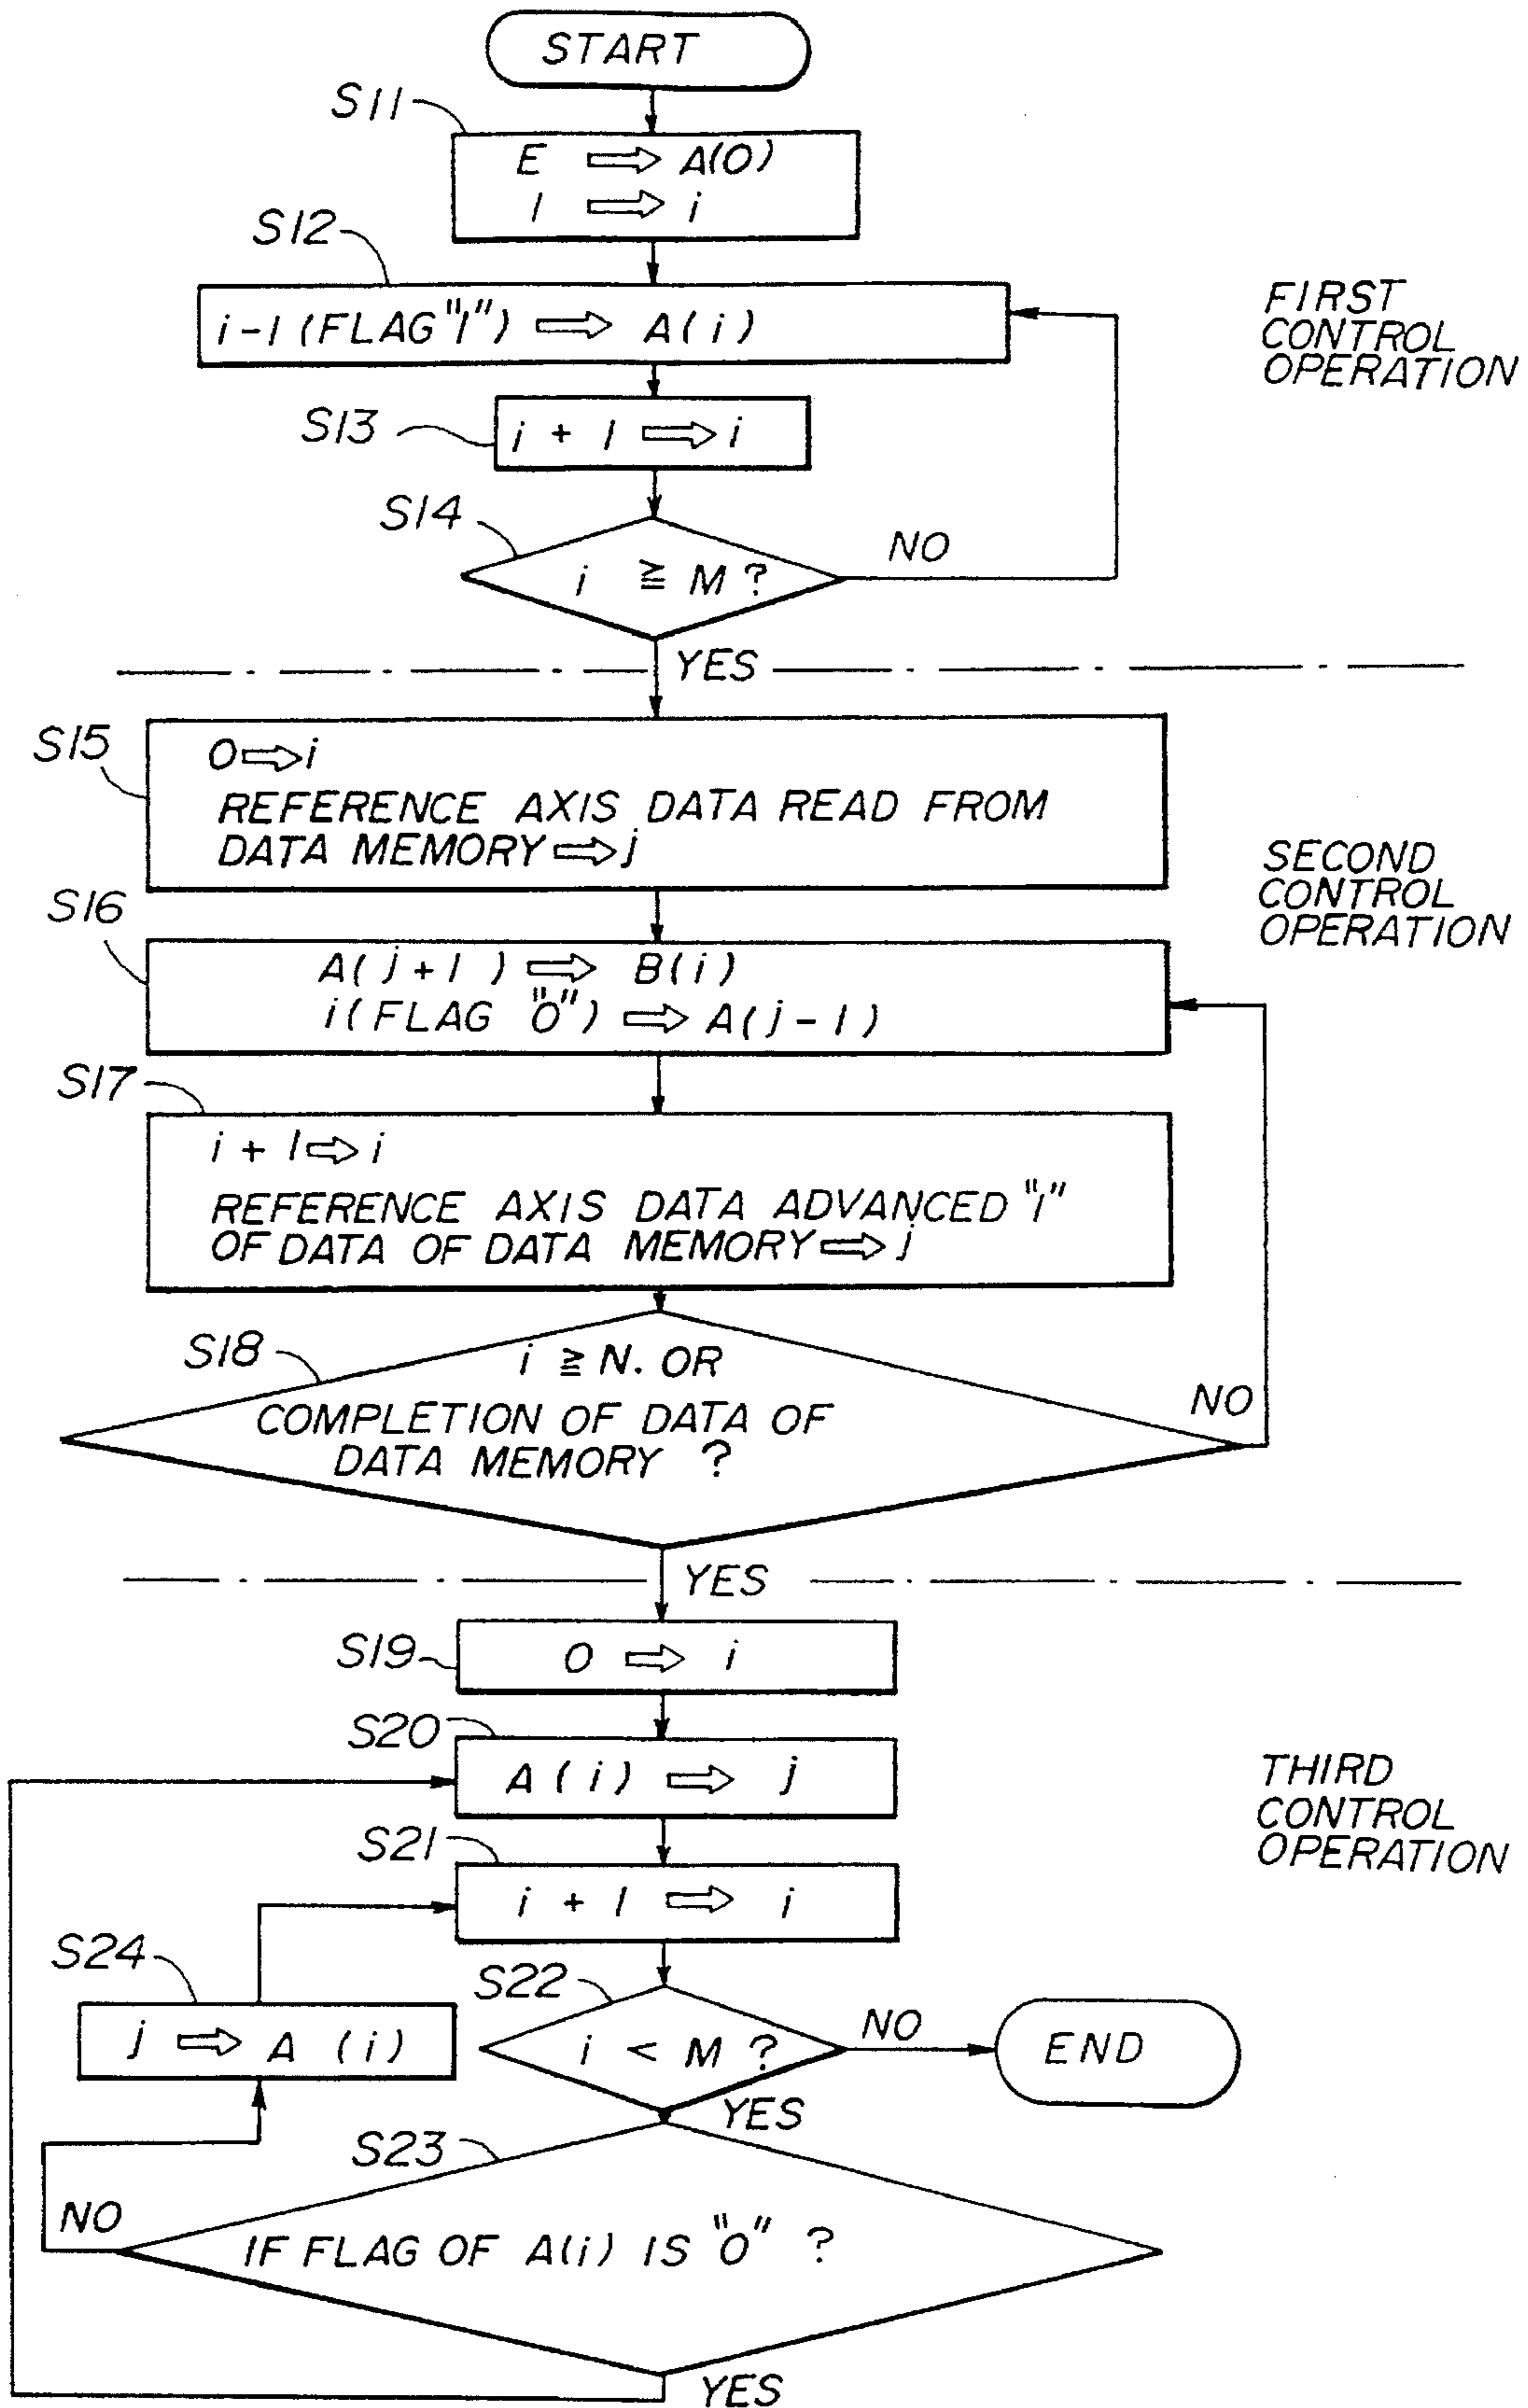 START
S11
E ⇒ A(0)
1 ⇒ i
S12
i-1 (FLAG "1") ⇒ A(i)
FIRST
CONTROL
OPERATION
S13
i + 1 ⇒ i
S14
i ≧ M ?
NO
YES
S15
0 ⇒ i
REFERENCE AXIS DATA READ FROM
DATA MEMORY ⇒ j
SECOND
CONTROL
OPERATION
S16
A(j+1) ⇒ B(i)
i (FLAG "0") ⇒ A(j-1)
S17
i + 1 ⇒ i
REFERENCE AXIS DATA ADVANCED "1"
OF DATA OF DATA MEMORY ⇒ j
S18
i ≧ N. OR
COMPLETION OF DATA OF
DATA MEMORY ?
NO
YES
S19
0 ⇒ i
S20
A (i) ⇒ j
THIRD
CONTROL
OPERATION
S21
i + 1 ⇒ i
S24
j ⇒ A (i)
S22
i < M ?
NO
END
YES
S23
NO
IF FLAG OF A(i) IS "0" ?
YES